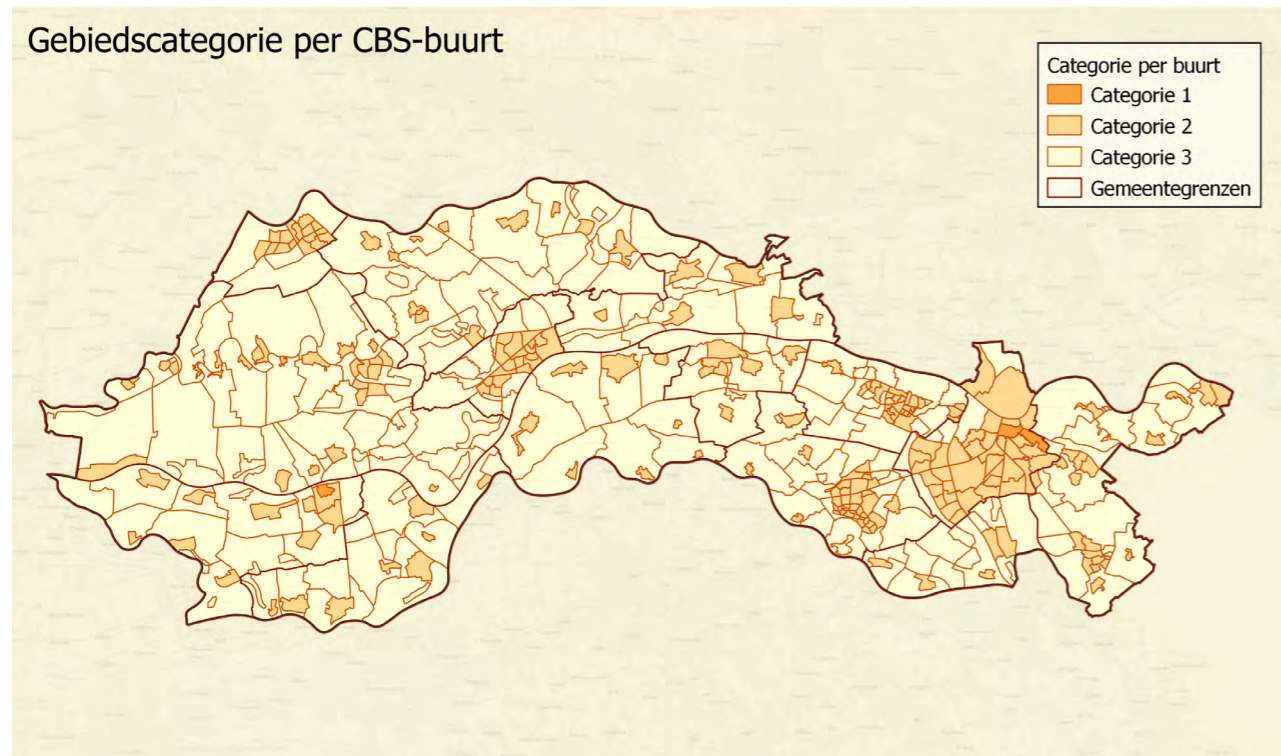 Gebiedscategorie per CBS-buurt
Categorie per buurt
Categorie 1
Categorie 2
Categorie 3
Gemeentegrenzen